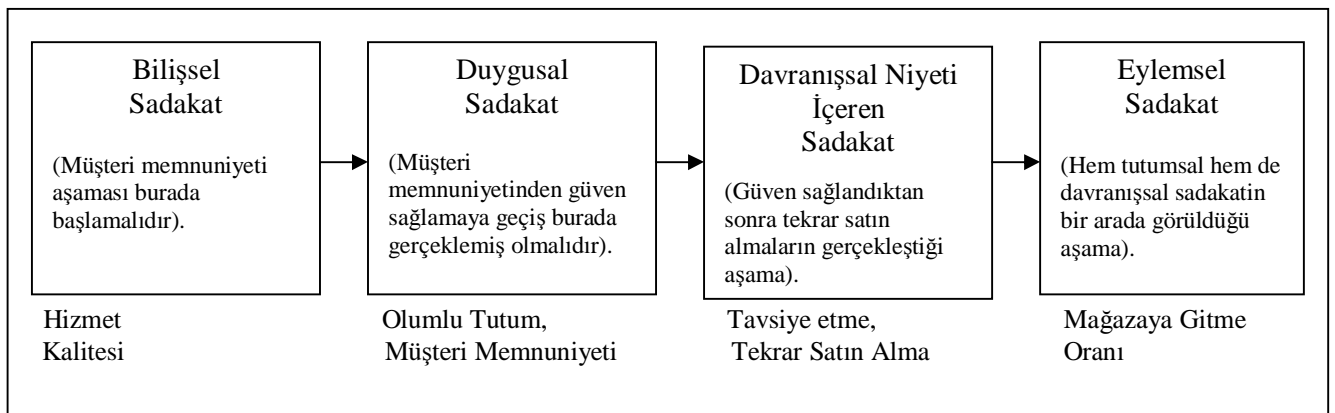 Bilişsel
Sadakat
(Müşteri memnuniyeti
aşaması burada
başlamalıdır).
Hizmet
Kalitesi
Duygusal
Sadakat
(Müşteri
memnuniyetinden güven
sağlamaya geçiş burada
gerçeklemiş olmalıdır).
Olumlu Tutum,
Müşteri Memnuniyeti
Davranışsal Niyeti
İçeren
Sadakat
(Güven sağlandıktan
sonra tekrar satın
almaların gerçekleştiği
aşama).
Tavsiye etme,
Tekrar Satın Alma
Eylemsel
Sadakat
(Hem tutumsal hem de
davranışsal sadakatin
bir arada görüldüğü
aşama).
Mağazaya Gitme
Oranı